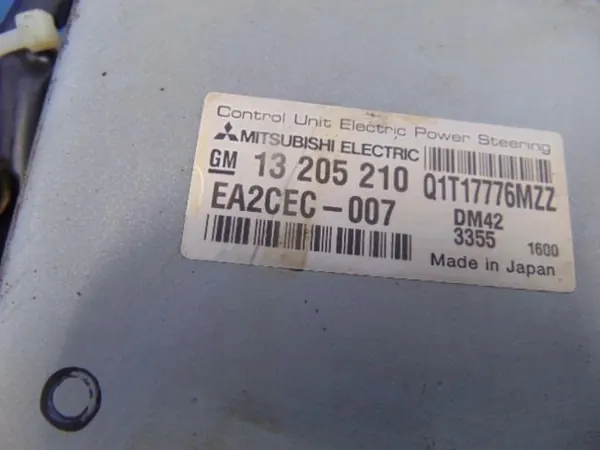 Control Unit Electric Power Steering
MITSUBISHI ELECTRIC
GM 13 205 210 Q1T17776MZZ
EA2CEC-007 DM42
3355 1600
Made in Japan